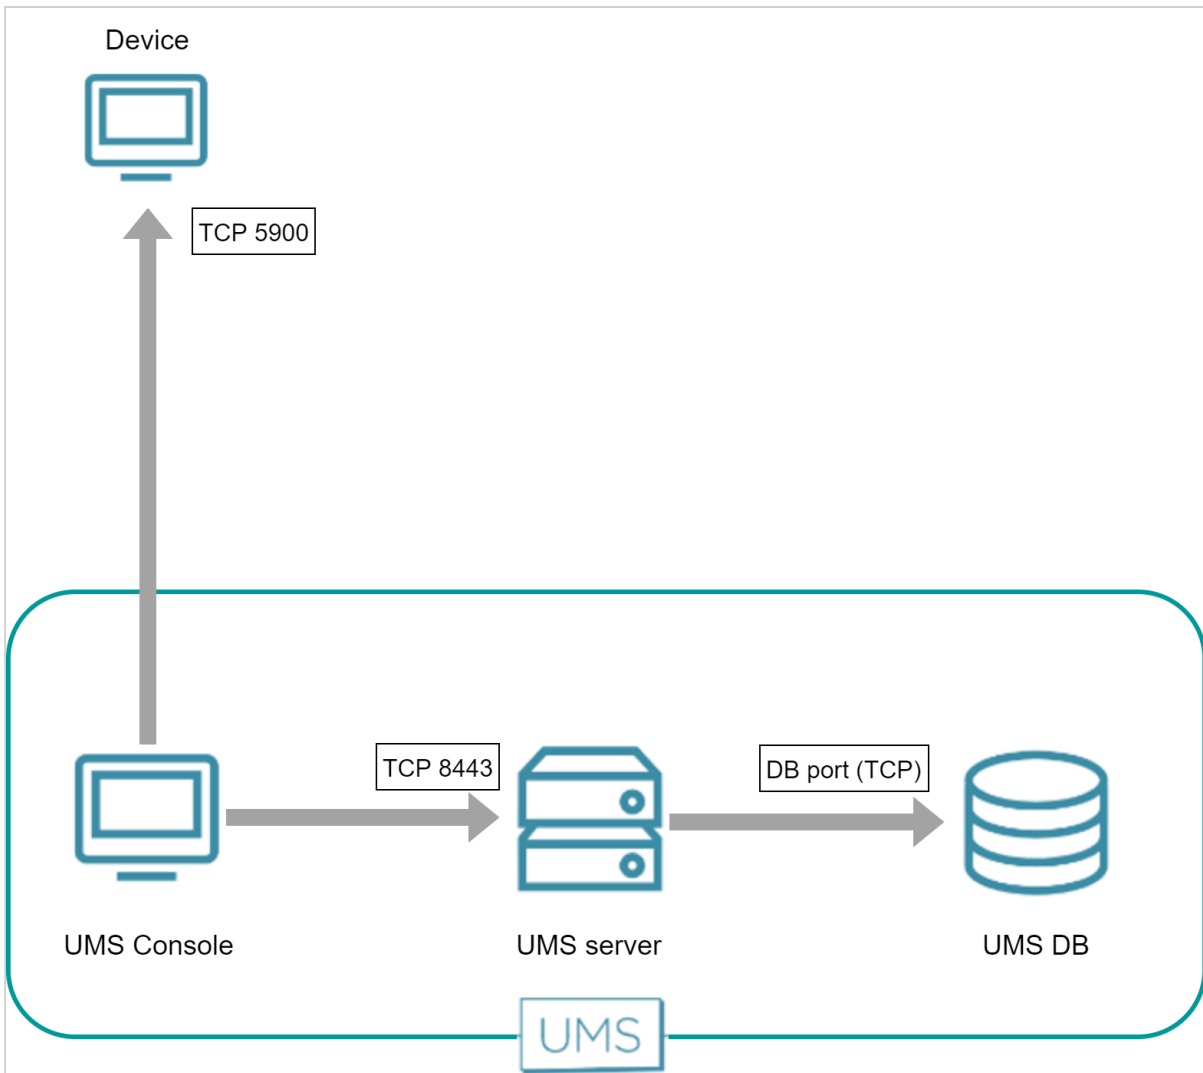 Device
TCP 5900
TCP 8443
DB port (TCP)
UMS Console
UMS server
UMS DB
UMS